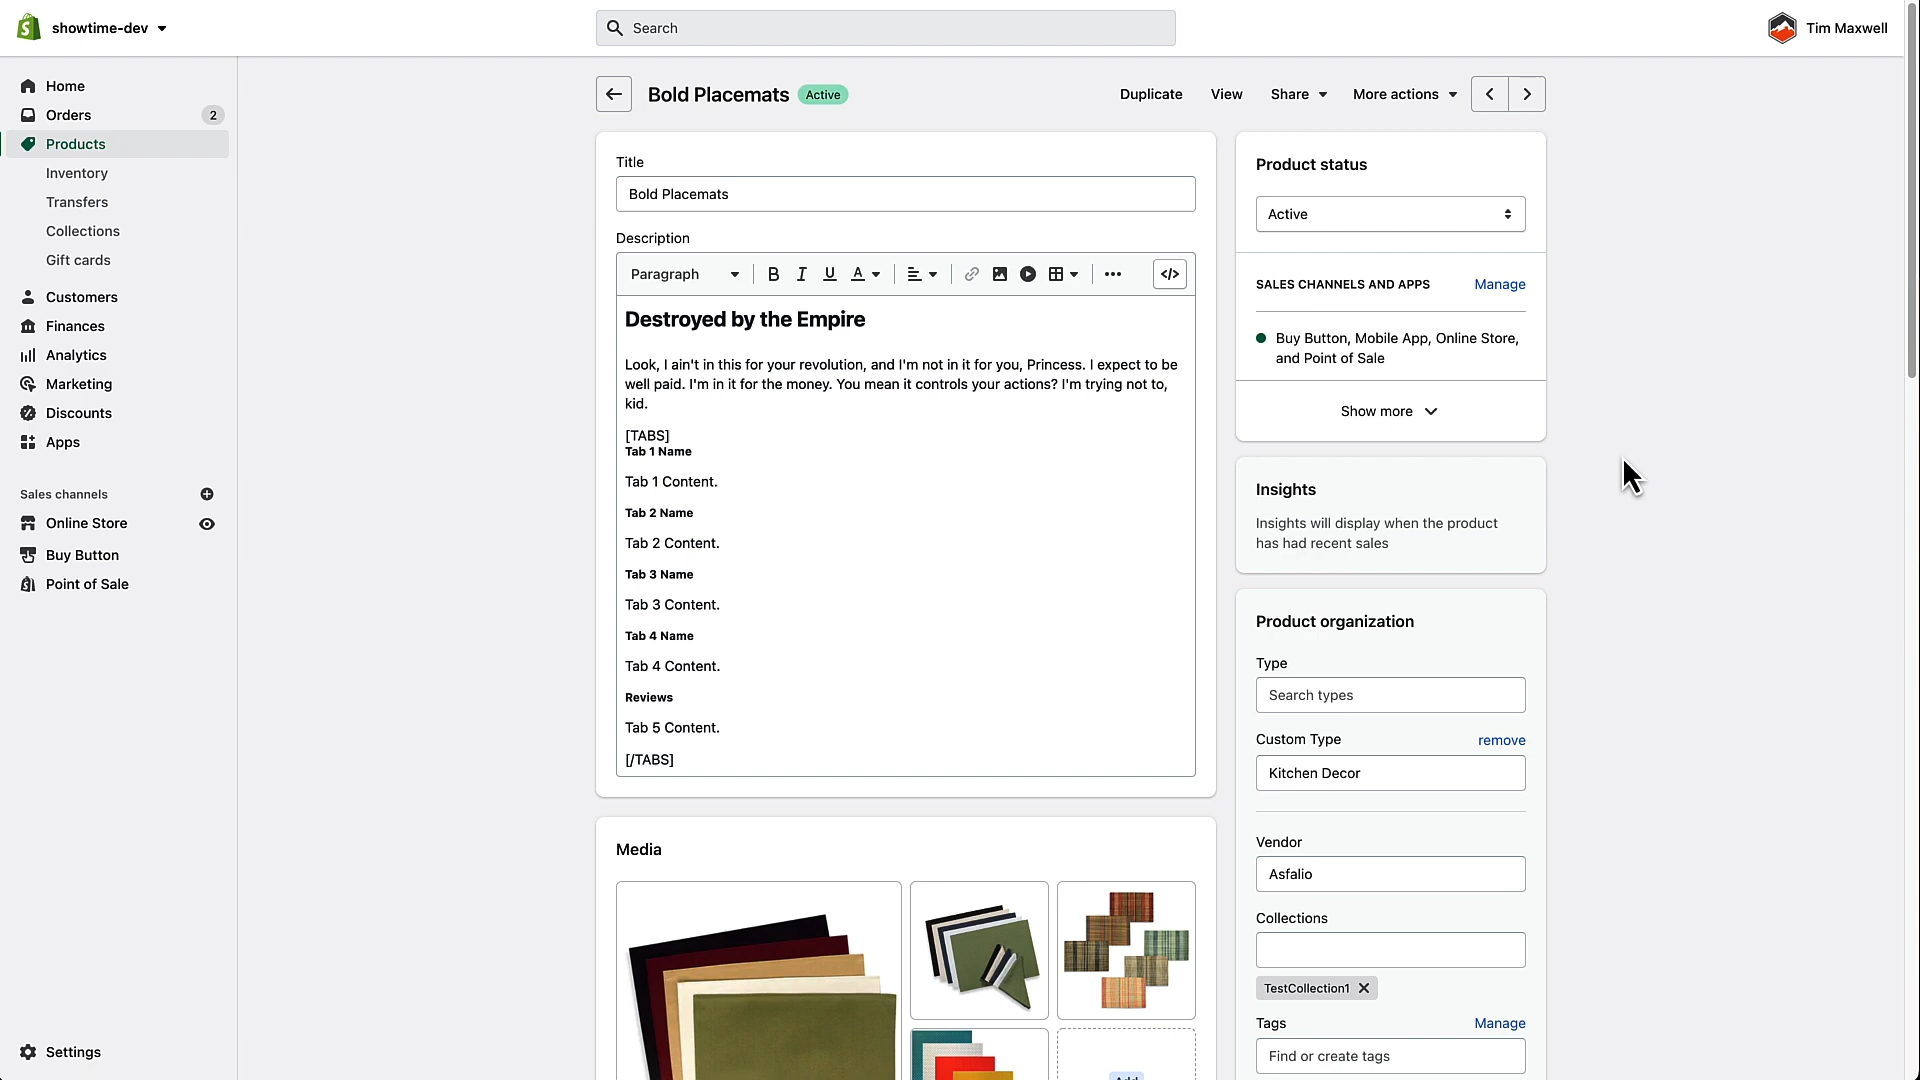 showtime-dev
Search
Tim Maxwell
Home
Orders
2
Products
Inventory
Transfers
Collections
Gift cards
Customers
Finances
Analytics
Marketing
Discounts
Apps
Sales channels
Online Store
Buy Button
Point of Sale
Settings
Bold Placemats
Active
Duplicate
View
Share
More actions
Title
Bold Placemats
Description
Paragraph
B I U A
</>
Destroyed by the Empire
Look, I ain't in this for your revolution, and I'm not in it for you, Princess. I expect to be
well paid. I'm in it for the money. You mean it controls your actions? I'm trying not to,
kid.
[TABS]
Tab 1 Name
Tab 1 Content.
Tab 2 Name
Tab 2 Content.
Tab 3 Name
Tab 3 Content.
Tab 4 Name
Tab 4 Content.
Reviews
Tab 5 Content.
[/TABS]
Media
Add
Product status
Active
SALES CHANNELS AND APPS
Manage
Buy Button, Mobile App, Online Store,
and Point of Sale
Show more
Insights
Insights will display when the product
has had recent sales
Product organization
Type
Search types
Custom Type
remove
Kitchen Decor
Vendor
Asfalio
Collections
TestCollection1
Tags
Manage
Find or create tags